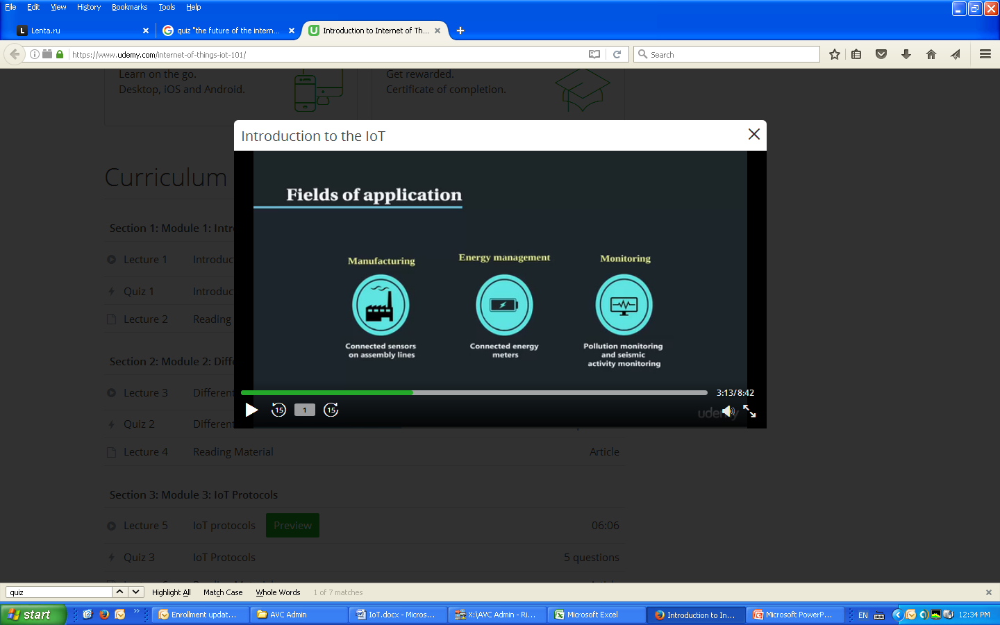 File Edit View History Bookmarks Tools Help
L Lenta.ru
quiz "the future of the intern...
Introduction to Internet of Th...
https://www.udemy.com/internet-of-things-iot-101/
Search
Learn on the go.
Desktop, iOS and Android.
Get rewarded.
Certificate of completion.
Introduction to the IoT
Curriculum
Fields of application
Manufacturing
Energy management
Monitoring
Connected sensors
on assembly lines
Connected energy
meters
Pollution monitoring
and seismic
activity monitoring
3:13/8:42
15 1 15
udemy
Section 1: Module 1: Intr
Lecture 1 Introduc
Quiz 1 Introduc
Lecture 2 Reading
Section 2: Module 2: Diff
Lecture 3 Different
Quiz 2 Different
Lecture 4 Reading Material Article
Section 3: Module 3: IoT Protocols
Lecture 5 IoT protocols Preview 06:06
Quiz 3 IoT Protocols 5 questions
quiz Highlight All Match Case Whole Words 1 of 7 matches
start
Enrollment updat...
AVC Admin
IoT.docx - Micros...
X:\AVC Admin - Ri...
Microsoft Excel
Introduction to In...
Microsoft PowerP...
EN
12:34 PM